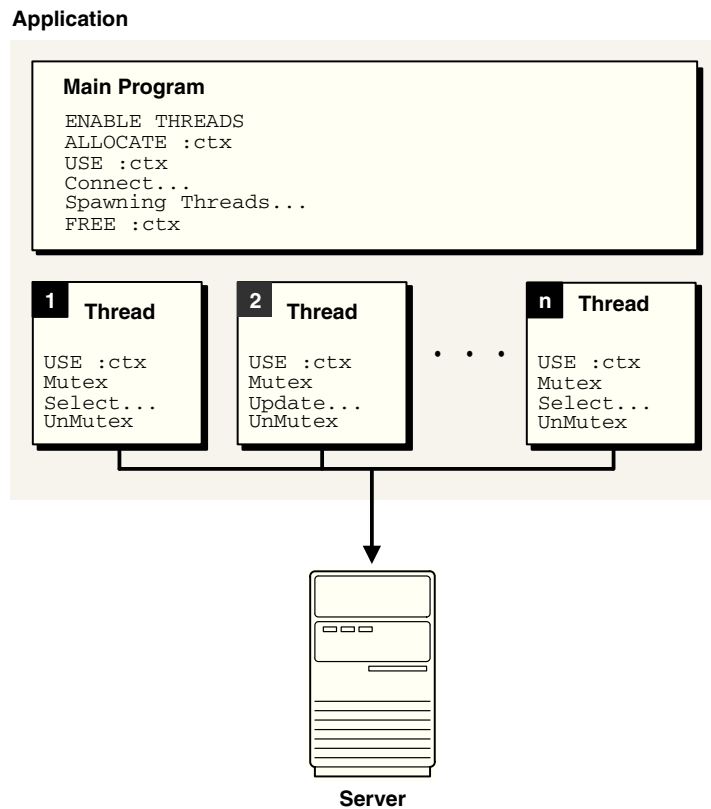 Application
Main Program
ENABLE THREADS
ALLOCATE :ctx
USE :ctx
Connect...
Spawning Threads...
FREE :ctx
1
Thread
USE :ctx
Mutex
Select...
UnMutex
2
Thread
USE :ctx
Mutex
Update...
UnMutex
. . .
n
Thread
USE :ctx
Mutex
Select...
UnMutex
Server